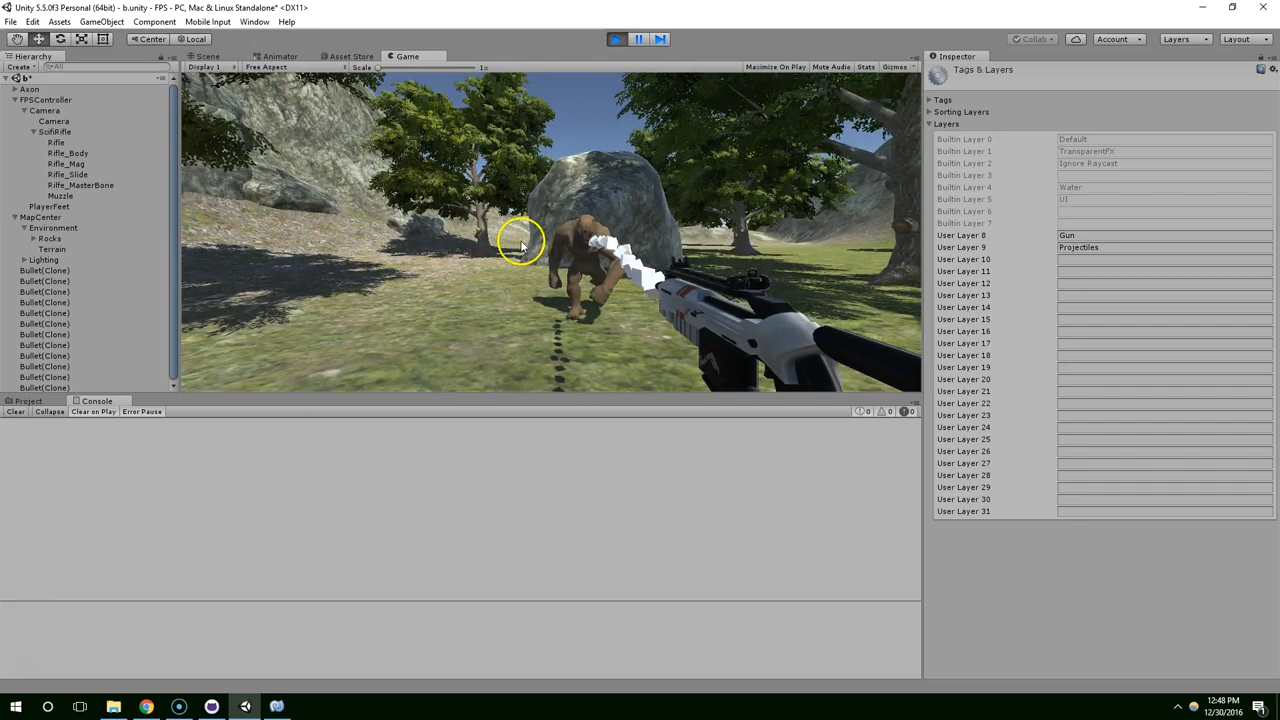 Unity 5.5.0f3 Personal (64bit) - b.unity - FPS - PC, Mac & Linux Standalone* <DX11>
File Edit Assets GameObject Component Mobile Input Window Help
Center Local Collab Account Layers Layout
Hierarchy Scene Animator Asset Store Game Inspector
Create All Display 1 Free Aspect Scale 1x Maximize On Play Mute Audio Stats Gizmos Tags & Layers
b*
Axon
FPSController
Camera
Camera
ScifiRifle
Rifle
Rifle_Body
Rifle_Mag
Rifle_Slide
Rilfe_MasterBone
Muzzle
PlayerFeet
MapCenter
Environment
Rocks
Terrain
Lighting
Bullet(Clone)
Bullet(Clone)
Bullet(Clone)
Bullet(Clone)
Bullet(Clone)
Bullet(Clone)
Bullet(Clone)
Bullet(Clone)
Bullet(Clone)
Bullet(Clone)
Bullet(Clone)
Bullet(Clone)
Tags
Sorting Layers
Layers
Builtin Layer 0 Default
Builtin Layer 1 TransparentFX
Builtin Layer 2 Ignore Raycast
Builtin Layer 3
Builtin Layer 4 Water
Builtin Layer 5 UI
Builtin Layer 6
Builtin Layer 7
User Layer 8 Gun
User Layer 9 Projectiles
User Layer 10
User Layer 11
User Layer 12
User Layer 13
User Layer 14
User Layer 15
User Layer 16
User Layer 17
User Layer 18
User Layer 19
User Layer 20
User Layer 21
User Layer 22
User Layer 23
User Layer 24
User Layer 25
User Layer 26
User Layer 27
User Layer 28
User Layer 29
User Layer 30
User Layer 31
Project Console
Clear Collapse Clear on Play Error Pause 0 0 0
12:48 PM
12/30/2016
1